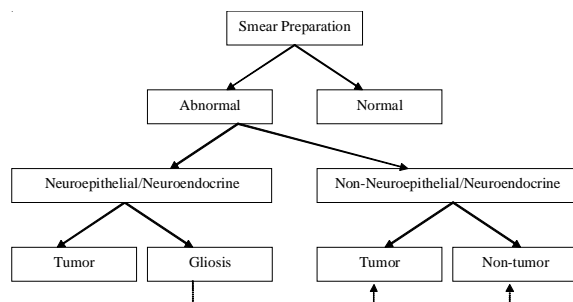 Smear Preparation
Abnormal
Normal
Neuroepithelial/Neuroendocrine
Non-Neuroepithelial/Neuroendocrine
Tumor
Gliosis
Tumor
Non-tumor